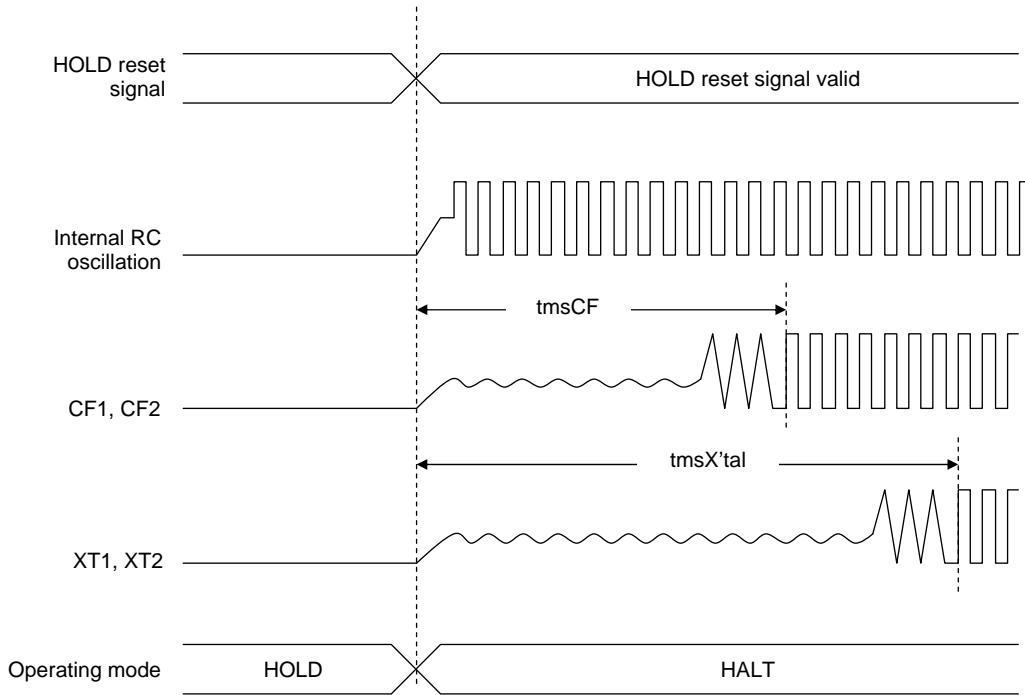 HOLD reset
signal
HOLD reset signal valid
Internal RC
oscillation
tmsCF
CF1, CF2
tmsX'tal
XT1, XT2
Operating mode
HOLD
HALT